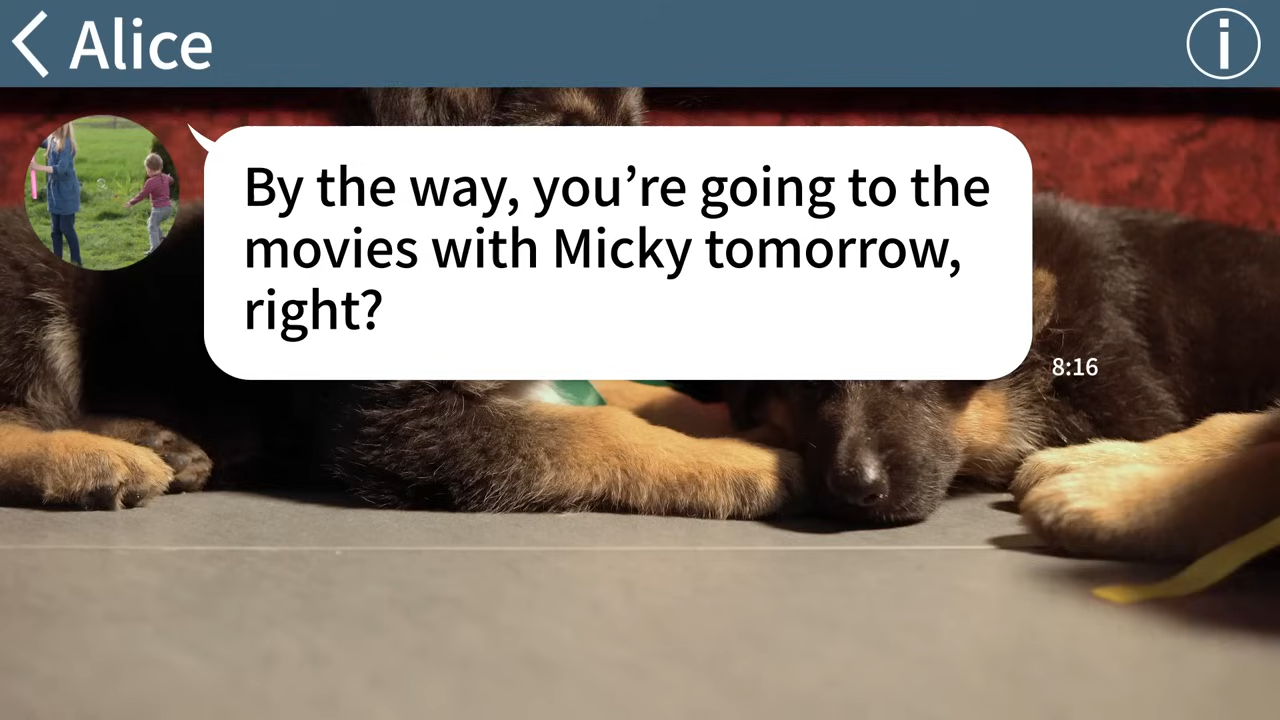 Alice
By the way, you’re going to the
movies with Micky tomorrow,
right?
8:16